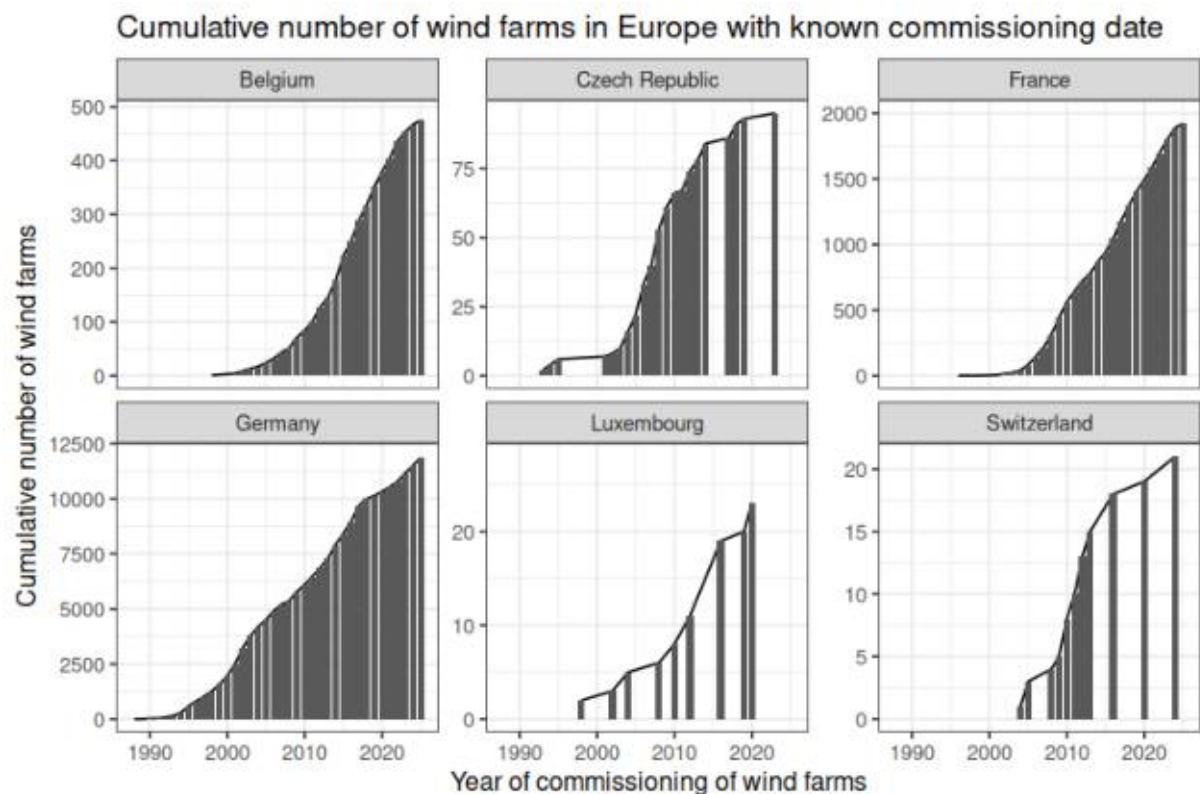 Cumulative number of wind farms in Europe with known commissioning date
Belgium
Czech Republic
France
500
400
300
200
100
0
75
50
25
0
2000
1500
1000
500
0
Germany
Luxembourg
Switzerland
12500
10000
7500
5000
2500
0
20
10
0
20
15
10
5
0
1990 2000 2010 2020
1990 2000 2010 2020
1990 2000 2010 2020
Cumulative number of wind farms
Year of commissioning of wind farms